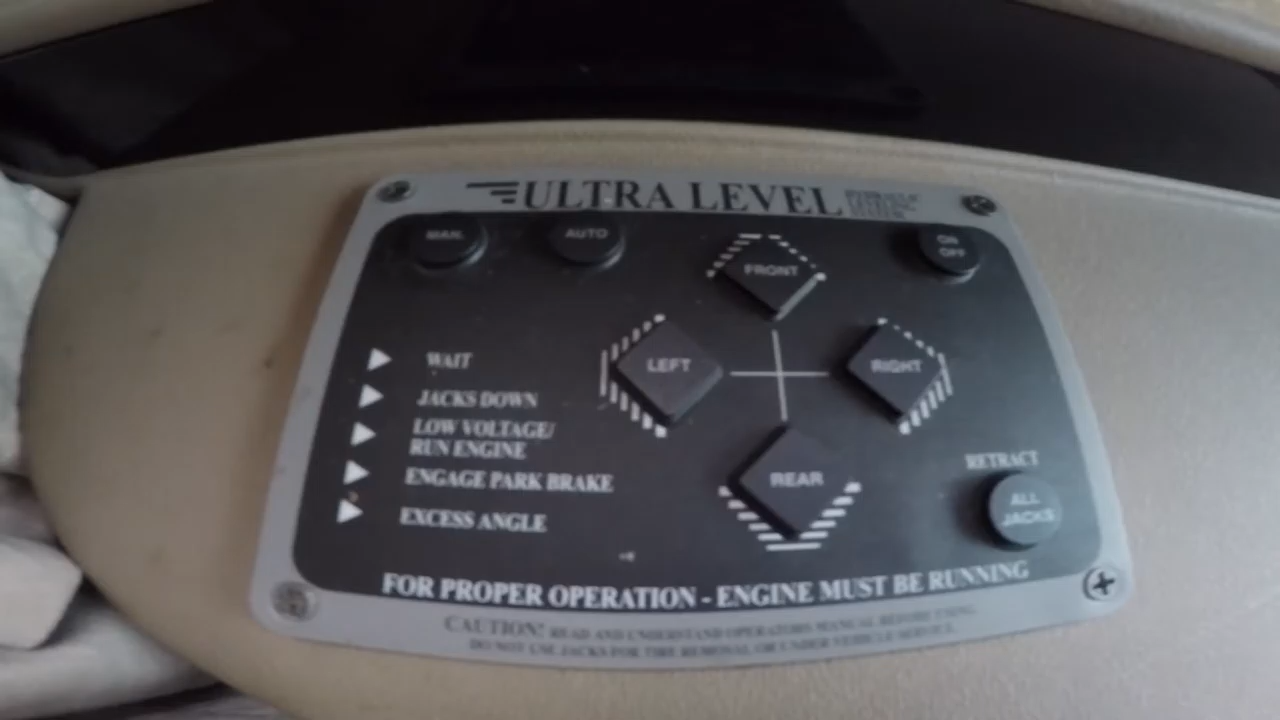 ULTRA LEVEL
MAN.
AUTO
FRONT
ON
OFF
LEFT
RIGHT
REAR
WAIT
JACKS DOWN
LOW VOLTAGE/
RUN ENGINE
ENGAGE PARK BRAKE
EXCESS ANGLE
RETRACT
ALL
JACKS
FOR PROPER OPERATION - ENGINE MUST BE RUNNING
CAUTION! READ AND UNDERSTAND OPERATORS MANUAL BEFORE USING.
DO NOT USE JACKS FOR TIRE REMOVAL OR UNDER VEHICLE SERVICE.